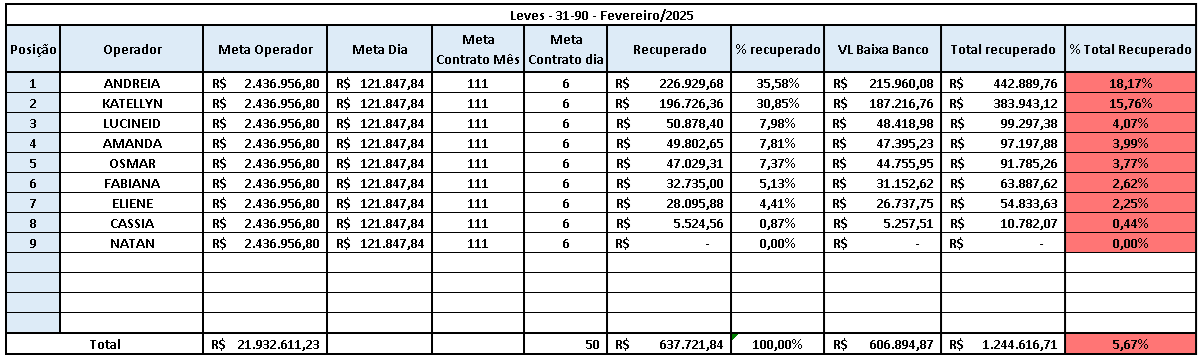 Leves - 31-90 - Fevereiro/2025
Posição Operador Meta Operador Meta Dia Meta Contrato Mês Meta Contrato dia Recuperado % recuperado VL Baixa Banco Total recuperado % Total Recuperado
1 ANDREIA R$ 2.436.956,80 R$ 121.847,84 111 6 R$ 226.929,68 35,58% R$ 215.960,08 R$ 442.889,76 18,17%
2 KATELLYN R$ 2.436.956,80 R$ 121.847,84 111 6 R$ 196.726,36 30,85% R$ 187.216,76 R$ 383.943,12 15,76%
3 LUCINEID R$ 2.436.956,80 R$ 121.847,84 111 6 R$ 50.878,40 7,98% R$ 48.418,98 R$ 99.297,38 4,07%
4 AMANDA R$ 2.436.956,80 R$ 121.847,84 111 6 R$ 49.802,65 7,81% R$ 47.395,23 R$ 97.197,88 3,99%
5 OSMAR R$ 2.436.956,80 R$ 121.847,84 111 6 R$ 47.029,31 7,37% R$ 44.755,95 R$ 91.785,26 3,77%
6 FABIANA R$ 2.436.956,80 R$ 121.847,84 111 6 R$ 32.735,00 5,13% R$ 31.152,62 R$ 63.887,62 2,62%
7 ELIENE R$ 2.436.956,80 R$ 121.847,84 111 6 R$ 28.095,88 4,41% R$ 26.737,75 R$ 54.833,63 2,25%
8 CASSIA R$ 2.436.956,80 R$ 121.847,84 111 6 R$ 5.524,56 0,87% R$ 5.257,51 R$ 10.782,07 0,44%
9 NATAN R$ 2.436.956,80 R$ 121.847,84 111 6 R$ - 0,00% R$ - R$ - 0,00%
Total R$ 21.932.611,23 50 R$ 637.721,84 100,00% R$ 606.894,87 R$ 1.244.616,71 5,67%